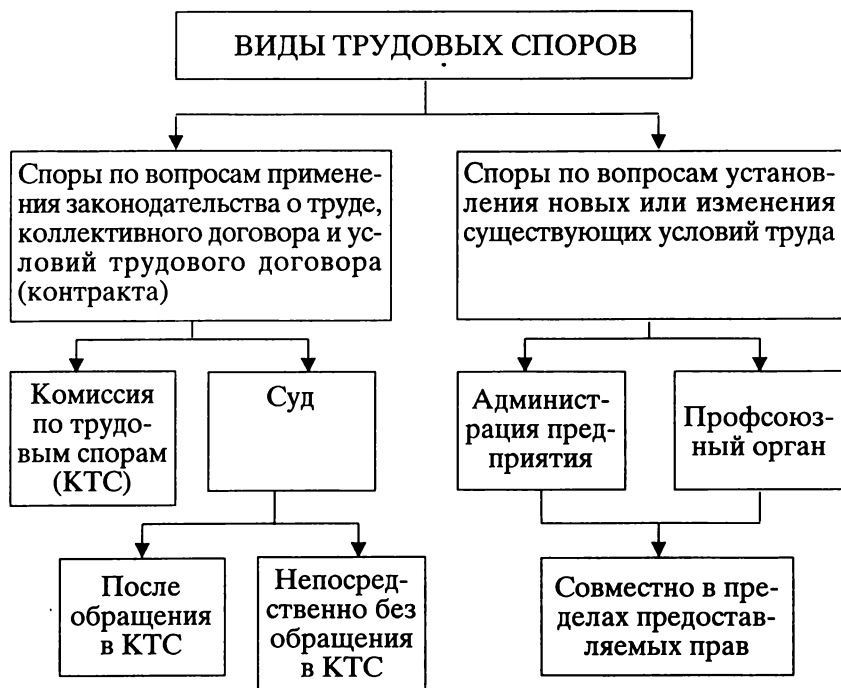 ВИДЫ ТРУДОВЫХ СПОРОВ
Споры по вопросам примене-
ния законодательства о труде,
коллективного договора и ус-
ловий трудового договора
(контракта)
Споры по вопросам установ-
ления новых или изменения
существующих условий труда
Комиссия
по трудо-
вым спорам
(КТС)
Суд
Админист-
рация пред-
приятия
Профсоюз-
ный орган
После
обращения
в КТС
Непосред-
ственно без
обращения
в КТС
Совместно в пре-
делах предостав-
ляемых прав